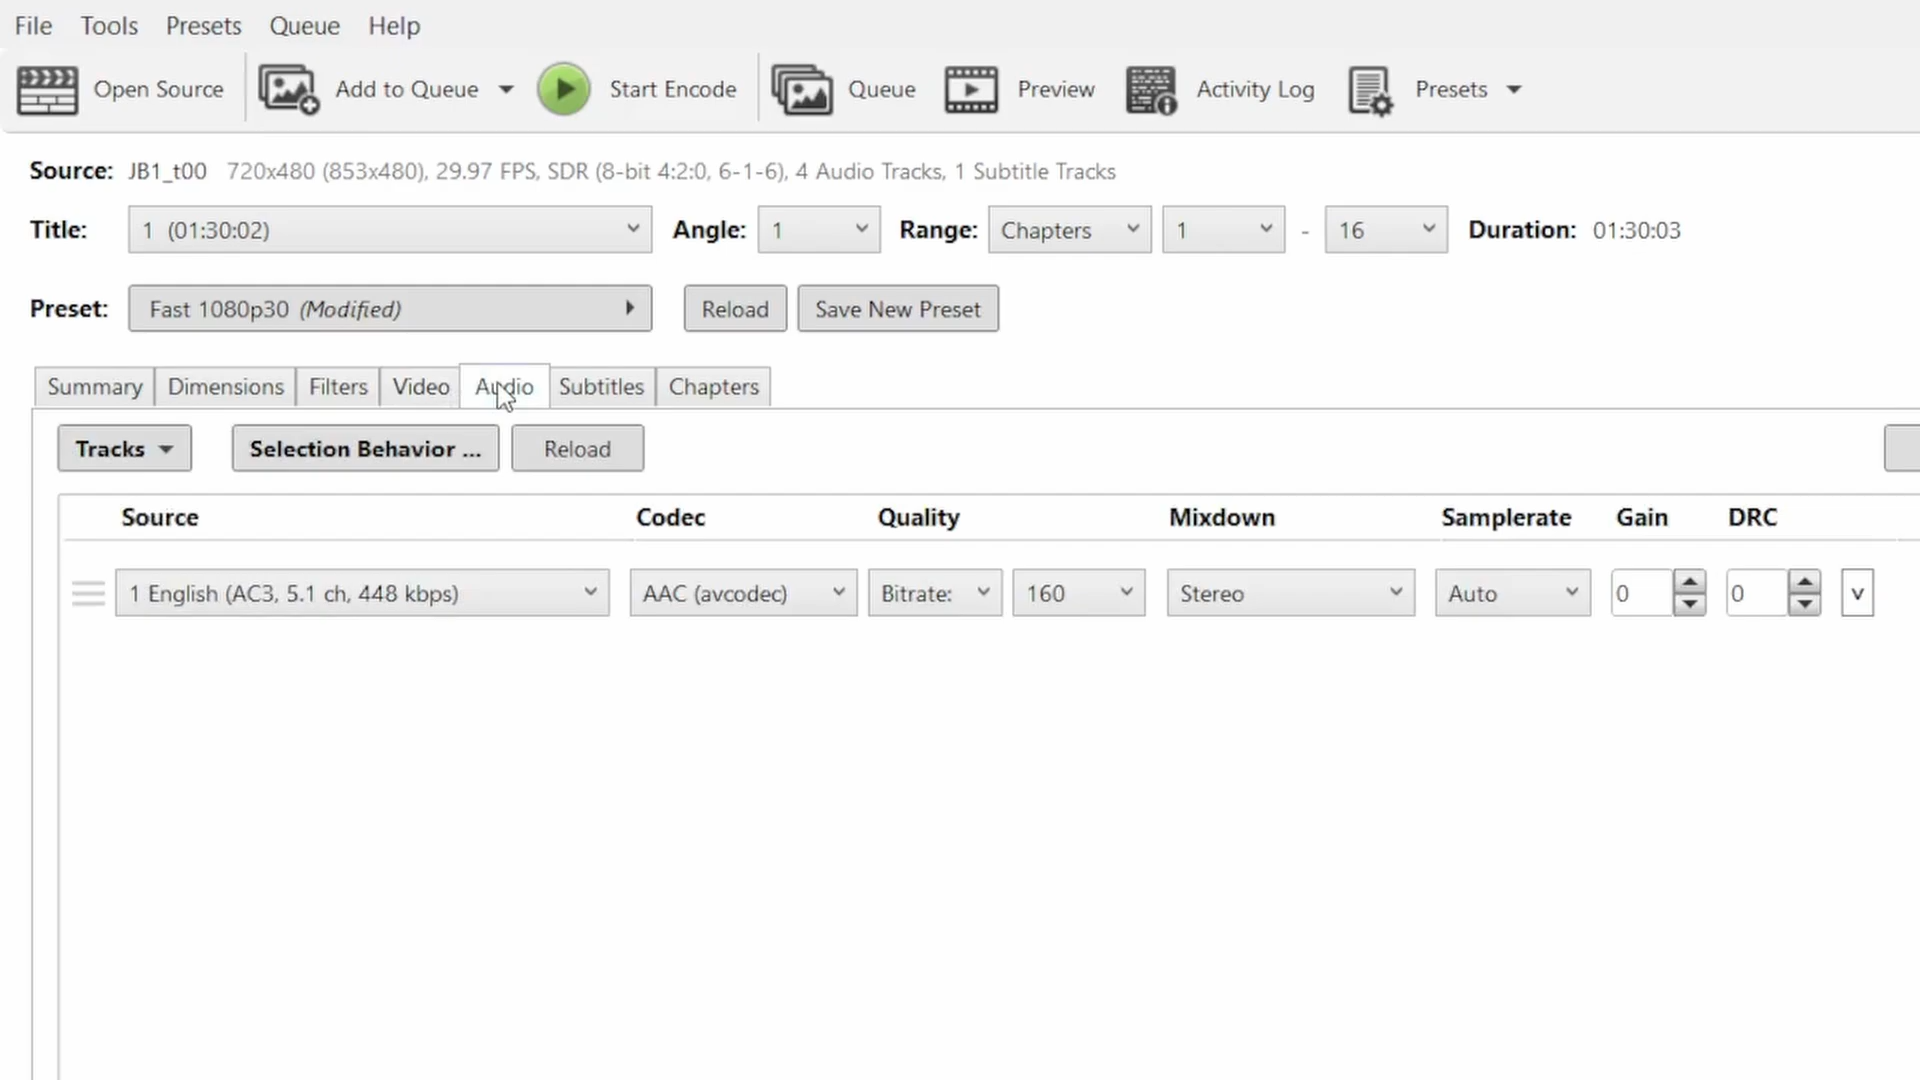 File Tools Presets Queue Help
Open Source Add to Queue Start Encode Queue Preview Activity Log Presets
Source: JB1_t00 720x480 (853x480), 29.97 FPS, SDR (8-bit 4:2:0, 6-1-6), 4 Audio Tracks, 1 Subtitle Tracks
Title: 1 (01:30:02) Angle: 1 Range: Chapters 1 - 16 Duration: 01:30:03
Preset: Fast 1080p30 (Modified) Reload Save New Preset
Summary Dimensions Filters Video Audio Subtitles Chapters
Tracks Selection Behavior ... Reload
Source Codec Quality Mixdown Samplerate Gain DRC
1 English (AC3, 5.1 ch, 448 kbps) AAC (avcodec) Bitrate: 160 Stereo Auto 0 0 v